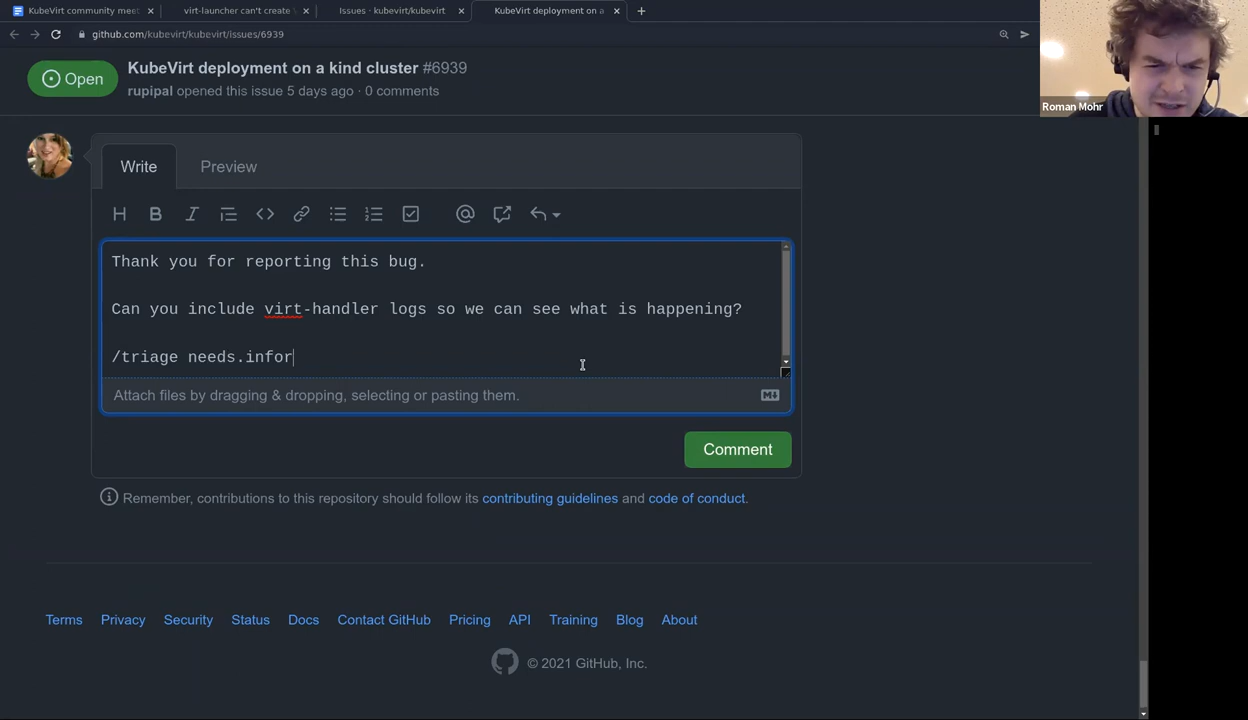 KubeVirt community meet
virt-launcher can't create
Issues · kubevirt/kubevirt
KubeVirt deployment on a
github.com/kubevirt/kubevirt/issues/6939
Open
KubeVirt deployment on a kind cluster #6939
rupipal opened this issue 5 days ago · 0 comments
Roman Mohr
Write
Preview
Thank you for reporting this bug.
Can you include virt-handler logs so we can see what is happening?
/triage needs.infor
Attach files by dragging & dropping, selecting or pasting them.
Comment
Remember, contributions to this repository should follow its contributing guidelines and code of conduct.
Terms Privacy Security Status Docs Contact GitHub Pricing API Training Blog About
© 2021 GitHub, Inc.